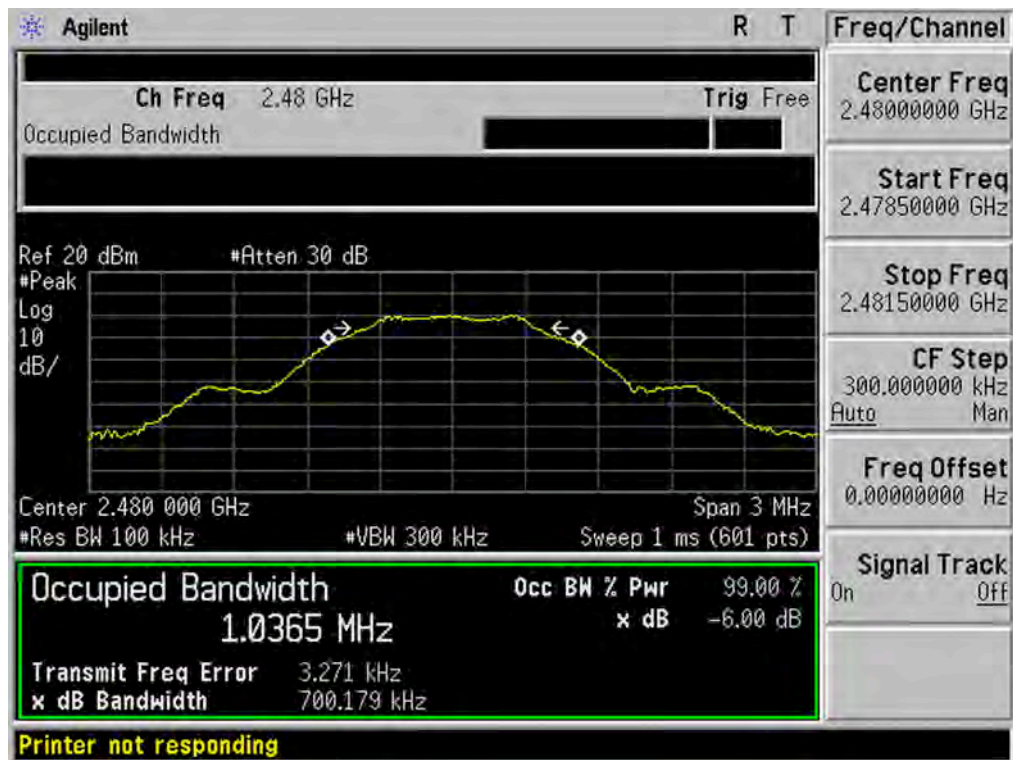 Agilent R T Freq/Channel
Ch Freq 2.48 GHz Trig Free
Occupied Bandwidth
Center Freq
2.48000000 GHz
Start Freq
2.47850000 GHz
Stop Freq
2.48150000 GHz
CF Step
300.000000 kHz
Auto Man
Freq Offset
0.00000000 Hz
Signal Track
On Off
Ref 20 dBm #Atten 30 dB
#Peak
Log
10
dB/
Center 2.480 000 GHz Span 3 MHz
#Res BW 100 kHz #VBW 300 kHz Sweep 1 ms (601 pts)
Occupied Bandwidth
1.0365 MHz
Occ BW % Pwr 99.00 %
x dB -6.00 dB
Transmit Freq Error 3.271 kHz
x dB Bandwidth 700.179 kHz
Printer not responding